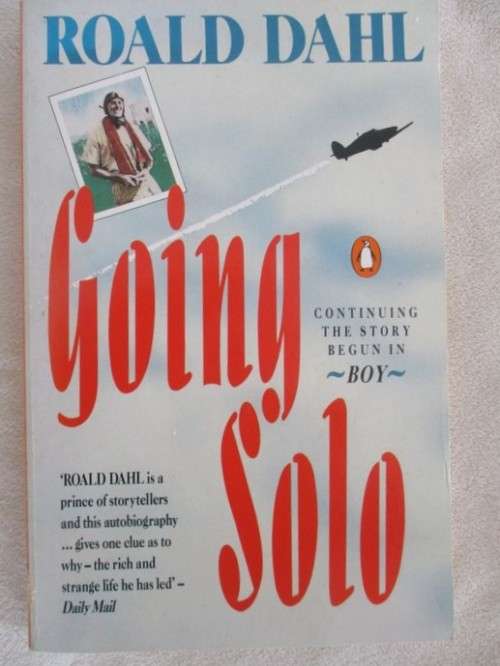 ROALD DAHL
Going
CONTINUING
THE STORY
BEGUN IN
~BOY~
Solo
'ROALD DAHL is a
prince of storytellers
and this autobiography
... gives one clue as to
why – the rich and
strange life he has led' –
Daily Mail